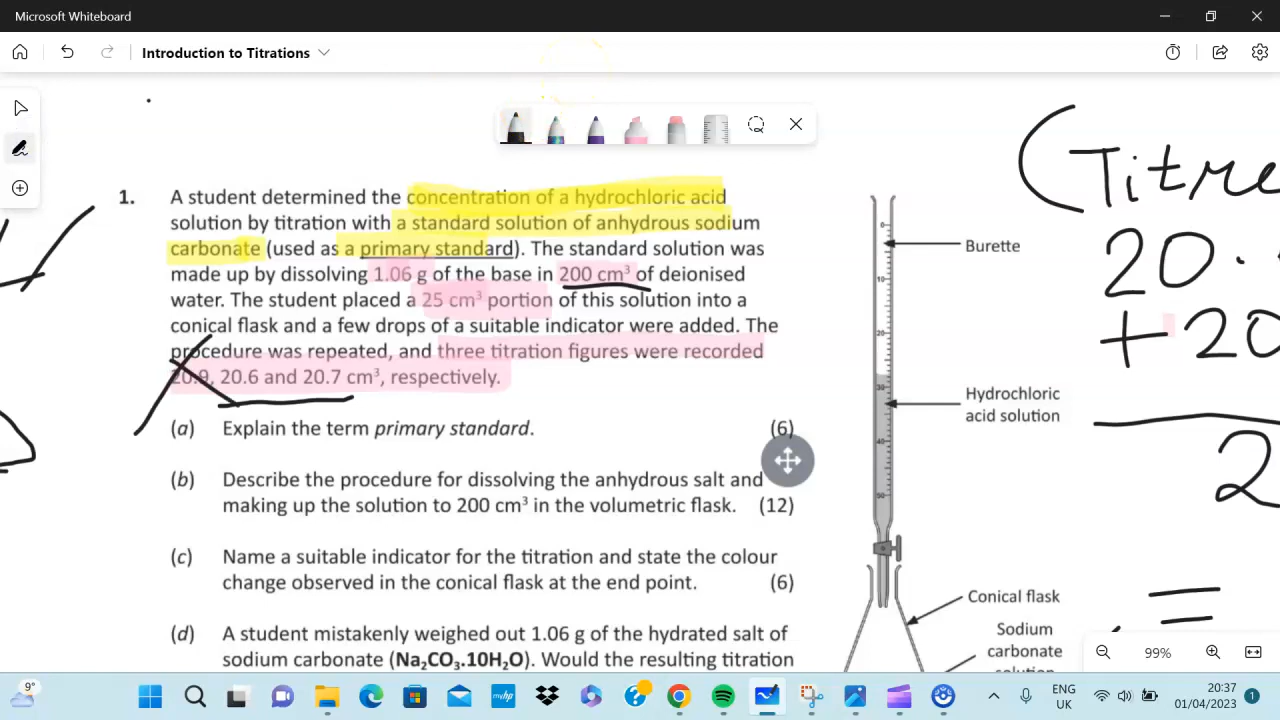 Microsoft Whiteboard
Introduction to Titrations
1. A student determined the concentration of a hydrochloric acid
solution by titration with a standard solution of anhydrous sodium
carbonate (used as a primary standard). The standard solution was
made up by dissolving 1.06 g of the base in 200 cm³ of deionised
water. The student placed a 25 cm³ portion of this solution into a
conical flask and a few drops of a suitable indicator were added. The
procedure was repeated, and three titration figures were recorded
20.9, 20.6 and 20.7 cm³, respectively.
(a) Explain the term primary standard. (6)
(b) Describe the procedure for dissolving the anhydrous salt and
making up the solution to 200 cm³ in the volumetric flask. (12)
(c) Name a suitable indicator for the titration and state the colour
change observed in the conical flask at the end point. (6)
(d) A student mistakenly weighed out 1.06 g of the hydrated salt of
sodium carbonate (Na₂CO₃.10H₂O). Would the resulting titration
0
10
20
30
40
50
Burette
Hydrochloric
acid solution
Conical flask
Sodium
carbonate
(Titre
20.
+20
2
=
99%
9°
ENG
UK
20:37
01/04/2023
1